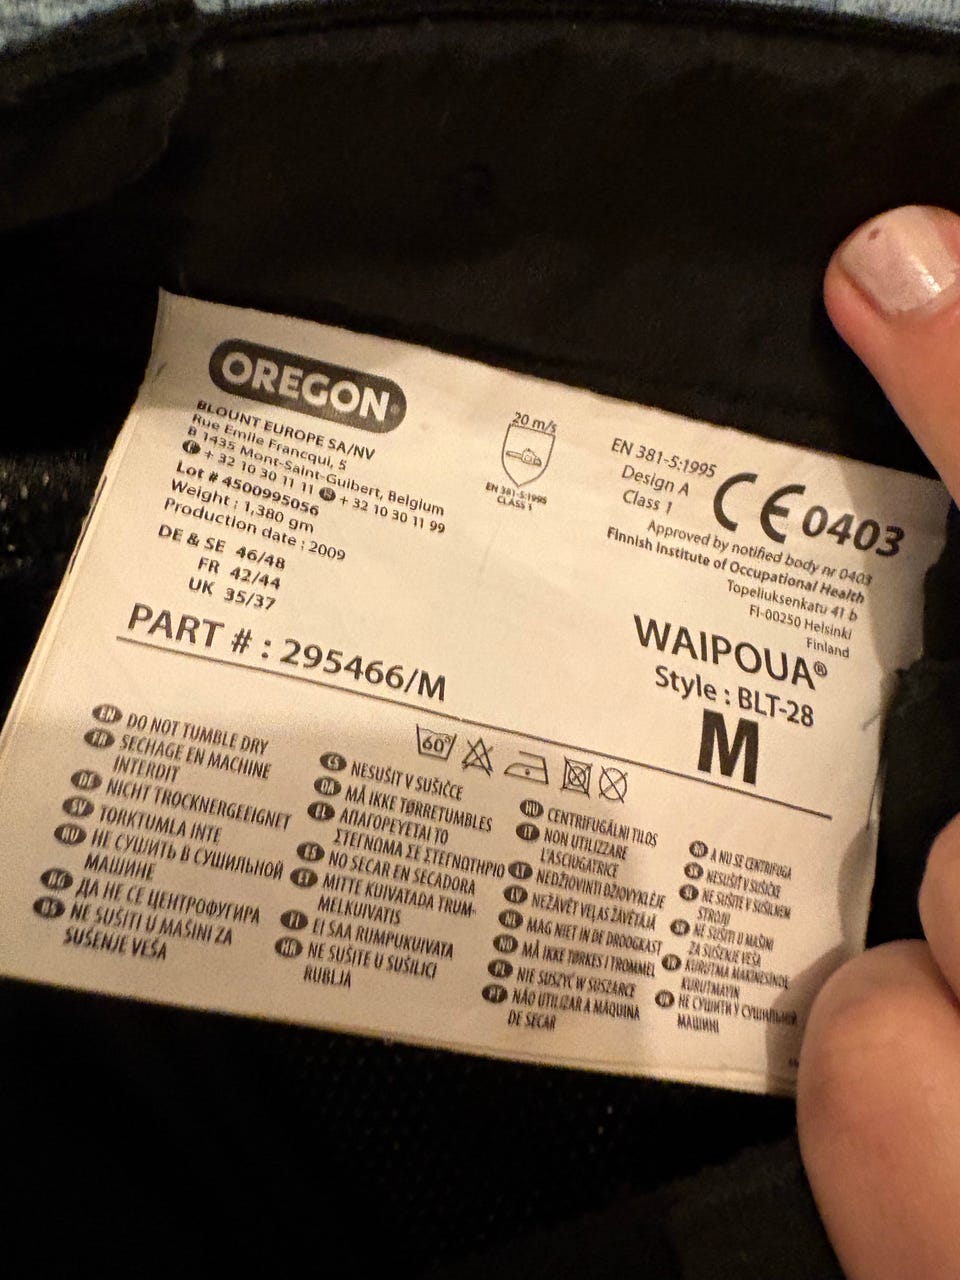 OREGON®
BLOUNT EUROPE SA/NV
Rue Emile Francqui, 5
B 1435 Mont-Saint-Guibert, Belgium
+ 32 10 30 11 11 + 32 10 30 11 99
Lot # 4500995056
Weight : 1,380 gm
Production date : 2009
DE & SE 46/48
FR 42/44
UK 35/37
PART # : 295466/M
20 m/s
EN 381-5:1995
CLASS 1
EN 381-5:1995
Design A
Class 1
CE 0403
Approved by notified body nr 0403
Finnish Institute of Occupational Health
Topeliuksenkatu 41 b
FI-00250 Helsinki
Finland
WAIPOUA®
Style : BLT-28
M
60°
EN DO NOT TUMBLE DRY
FR SECHAGE EN MACHINE
INTERDIT
DE NICHT TROCKNERGEEIGNET
SV TORKTUMLA INTE
RU НЕ СУШИТЬ В СУШИЛЬНОЙ
МАШИНЕ
BG ДА НЕ СЕ ЦЕНТРОФУГИРА
BS NE SUŠITI U MAŠINI ZA
SUŠENJE VEŠA
CS NESUŠIT V SUŠIČCE
DA MÅ IKKE TØRRETUMBLES
EL ΑΠΑΓΟΡΕΥΕΤΑΙ ΤΟ
ΣΤΕΓΝΩΜΑ ΣΕ ΣΤΕΓΝΩΤΗΡΙΟ
ES NO SECAR EN SECADORA
ET MITTE KUIVATADA TRUM-
MELKUIVATIS
FI EI SAA RUMPUKUIVATA
HR NE SUŠITE U SUŠILICI
RUBLJA
HU CENTRIFUGÁLNI TILOS
IT NON UTILIZZARE
L'ASCIUGATRICE
LT NEDŽIOVINTI DŽIOVYKLĖJE
LV NEŽĀVĒT VEĻAS ŽĀVĒTĀJĀ
NL MAG NIET IN DE DROOGKAST
NO MÅ IKKE TØRKES I TROMMEL
PL NIE SUSZYĆ W SUSZARCE
PT NÃO UTILIZAR A MÁQUINA
DE SECAR
RO A NU SE CENTRIFUGA
SK NESUŠIŤ V SUŠIČKE
SL NE SUŠITE V SUŠILNEM
STROJU
SR NE SUŠITI U MAŠINI
ZA SUŠENJE VEŠA
TR KURUTMA MAKINESINDE
KURUTMAYIN
UK НЕ СУШИТИ У СУШИЛЬНІЙ
МАШИНІ